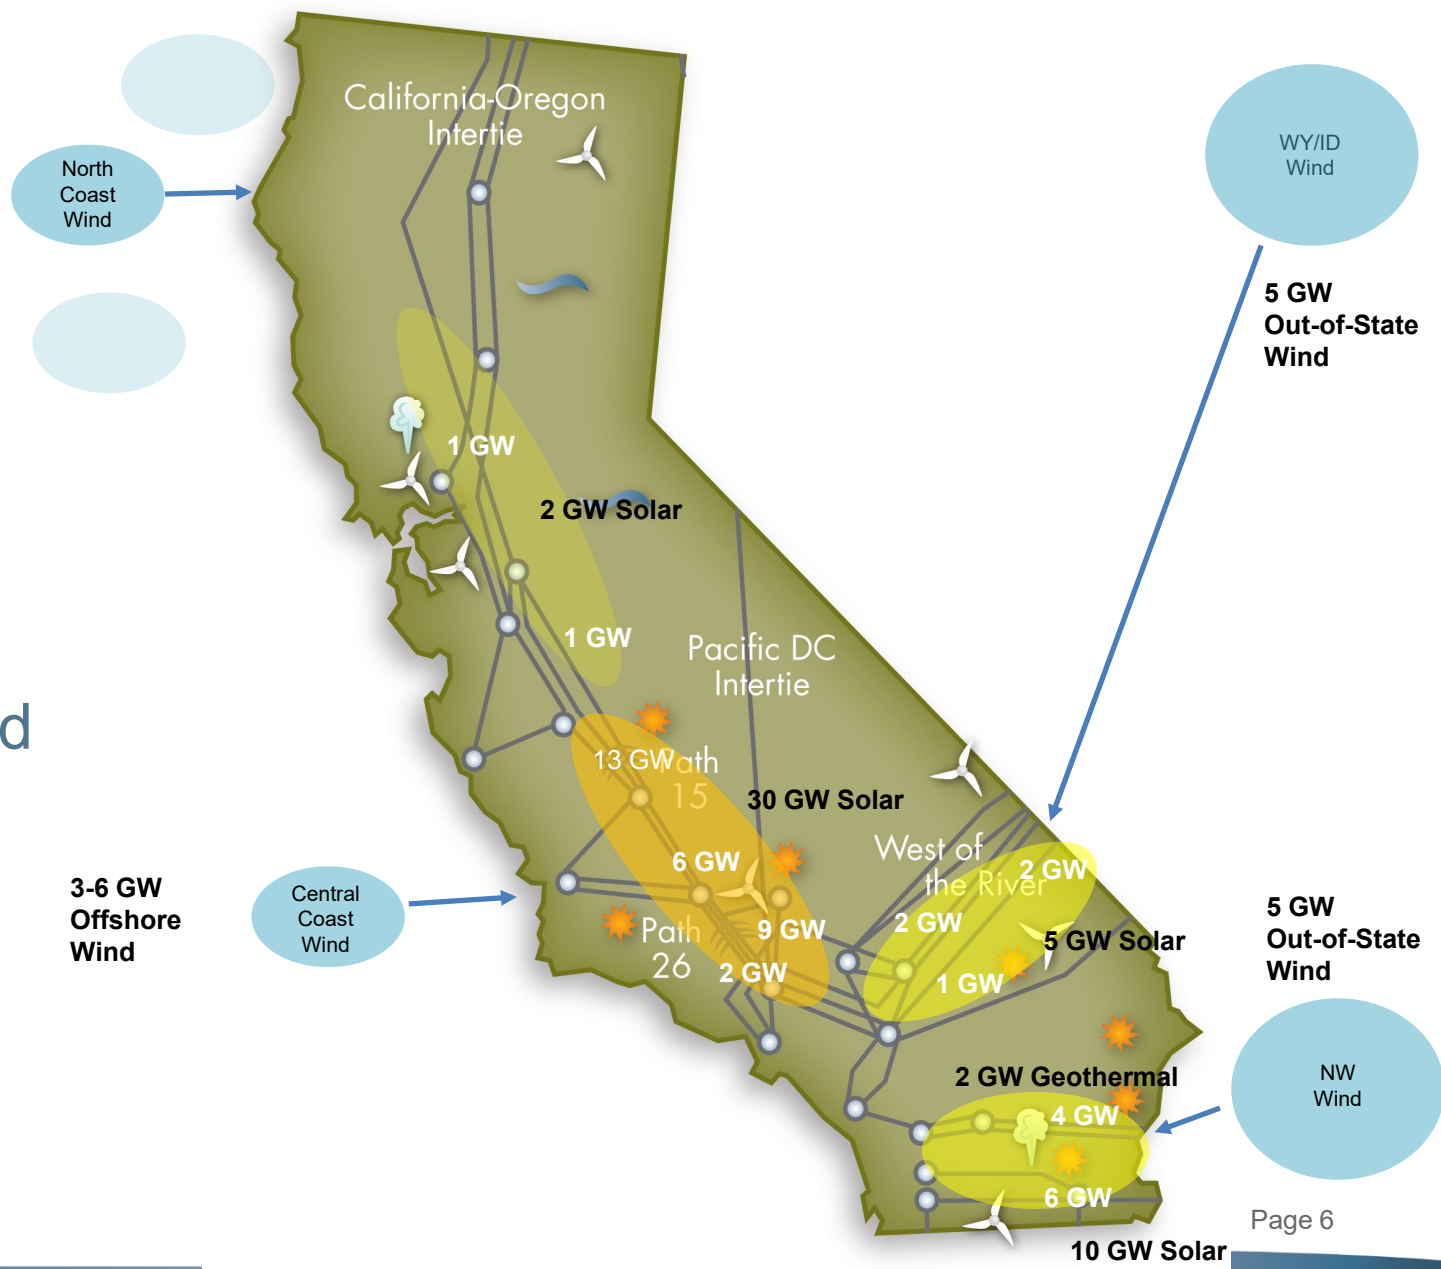 California-Oregon
Intertie
North
Coast
Wind
WY/ID
Wind
5 GW
Out-of-State
Wind
1 GW
2 GW Solar
1 GW
Pacific DC
Intertie
d
13 GW
Path
15
30 GW Solar
6 GW
West of
the River
2 GW
2 GW
3-6 GW
Offshore
Wind
Central
Coast
Wind
Path
26
9 GW
2 GW
5 GW Solar
1 GW
5 GW
Out-of-State
Wind
2 GW Geothermal
4 GW
NW
Wind
6 GW
10 GW Solar
Page 6